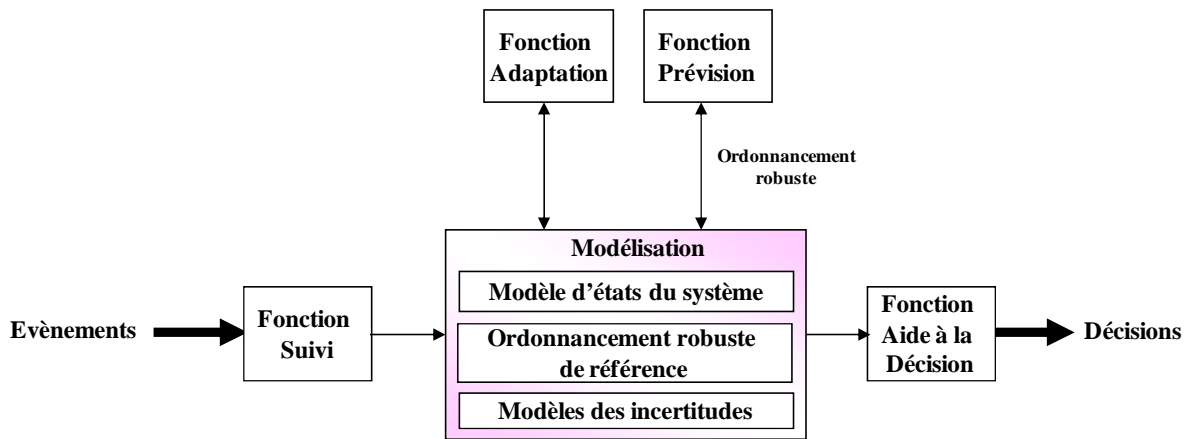 Fonction
Adaptation
Fonction
Prévision
Ordonnancement
robuste
Modélisation
Modèle d'états du système
Ordonnancement robuste
de référence
Modèles des incertitudes
Evènements
Fonction
Suivi
Fonction
Aide à la
Décision
Décisions